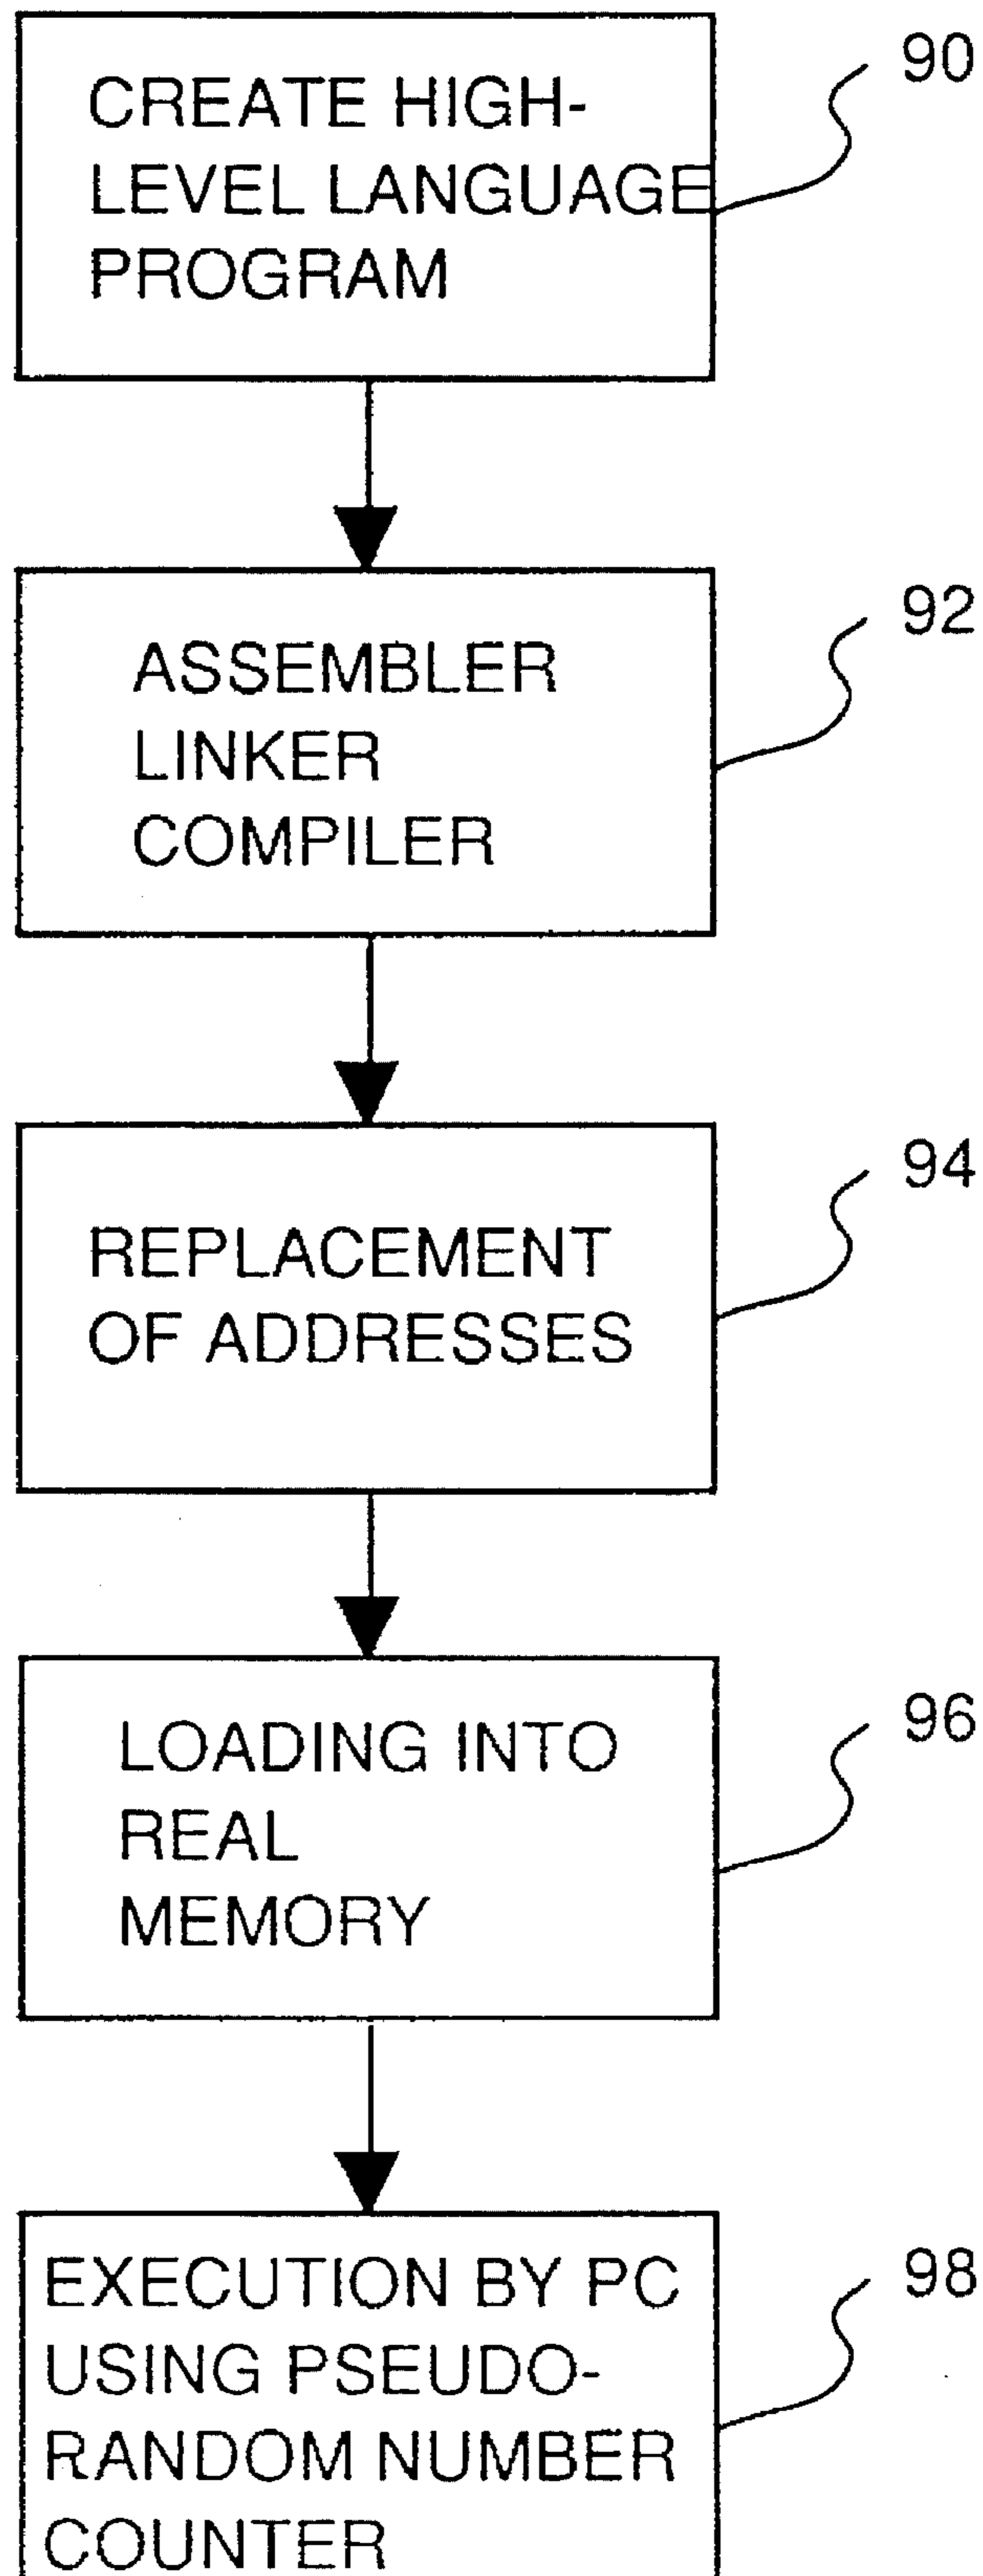 CREATE HIGH-
LEVEL LANGUAGE
PROGRAM
90
ASSEMBLER
LINKER
COMPILER
92
REPLACEMENT
OF ADDRESSES
94
LOADING INTO
REAL
MEMORY
96
EXECUTION BY PC
USING PSEUDO-
RANDOM NUMBER
COUNTER
98